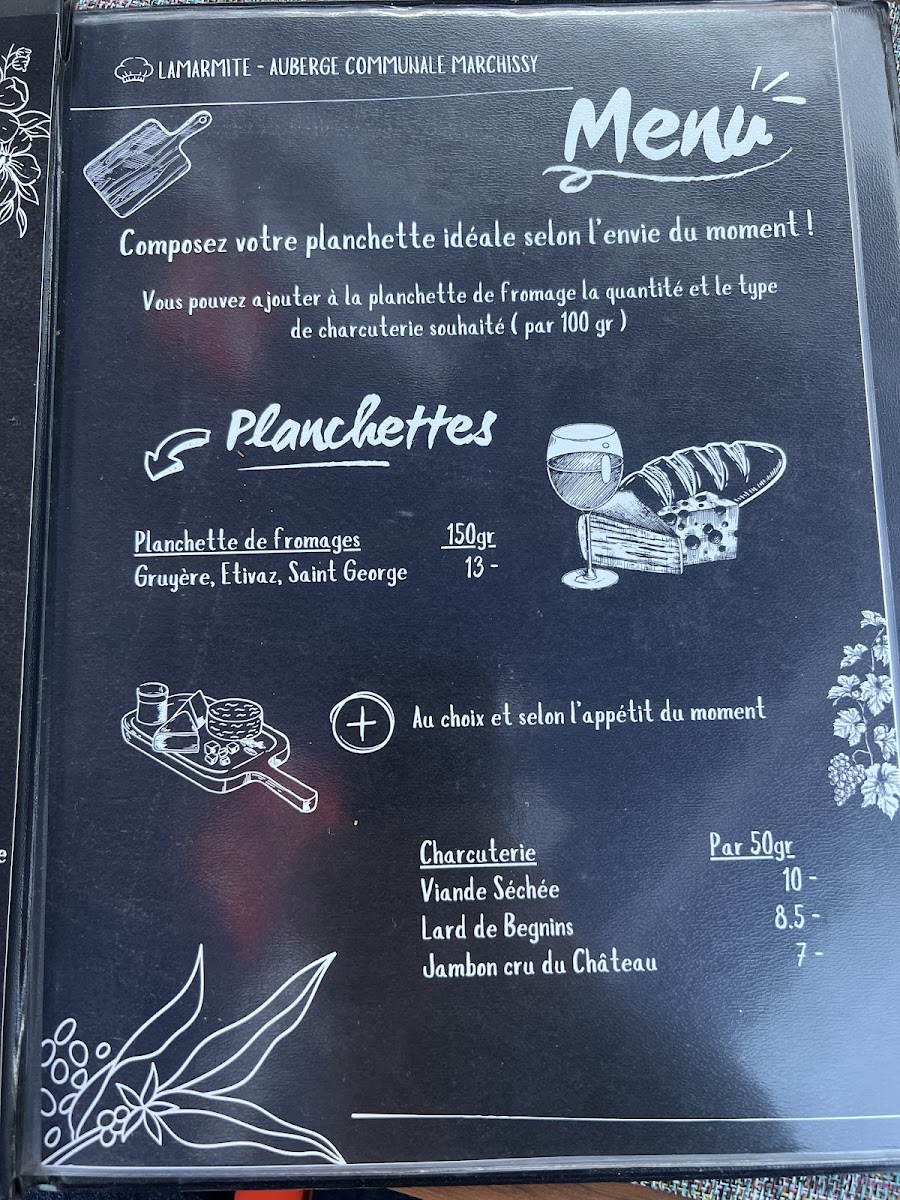 LAMARMITE - AUBERGE COMMUNALE MARCHISSY
Menu
Composez votre planchette idéale selon l'envie du moment !
Vous pouvez ajouter à la planchette de fromage la quantité et le type
de charcuterie souhaité ( par 100 gr )
Planchettes
Planchette de fromages 150gr
Gruyère, Etivaz, Saint George 13 -
+ Au choix et selon l'appétit du moment
Charcuterie Par 50gr
Viande Séchée 10 -
Lard de Begnins 8.5 -
Jambon cru du Château 7 -